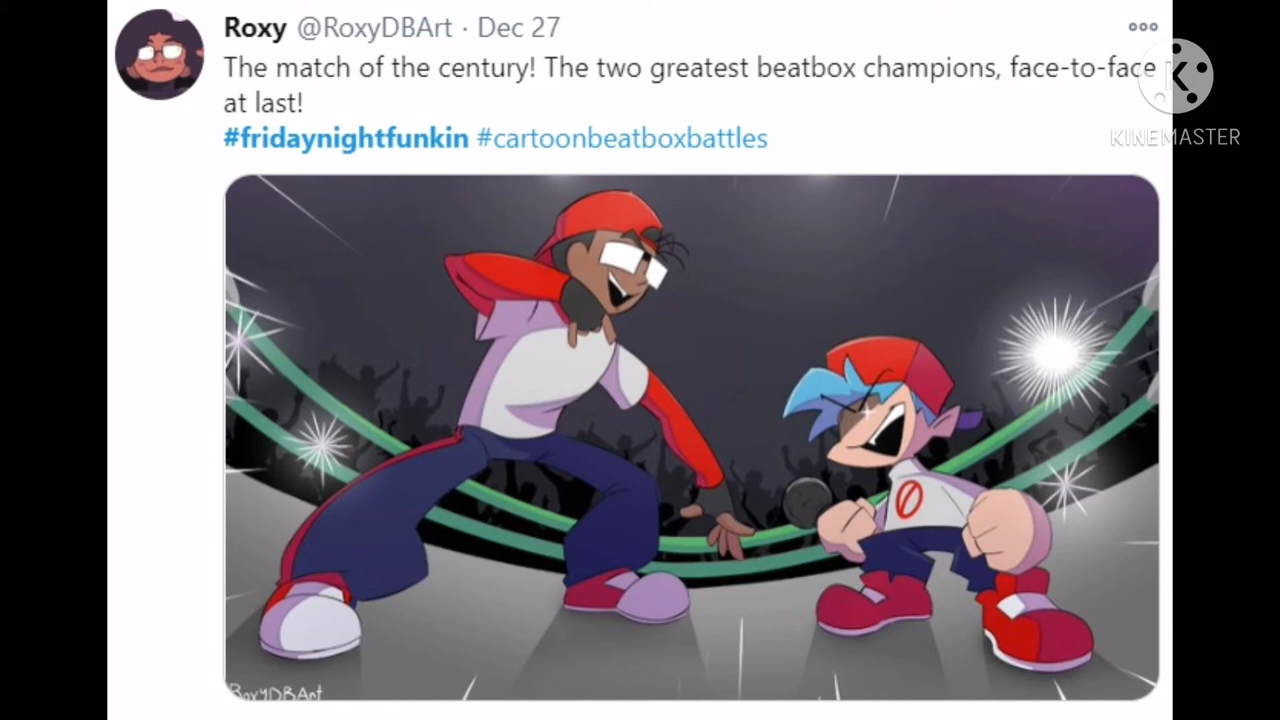 Roxy @RoxyDBArt · Dec 27
The match of the century! The two greatest beatbox champions, face-to-face
at last!
#fridaynightfunkin #cartoonbeatboxbattles
K
KINEMASTER
RoxyDBArt